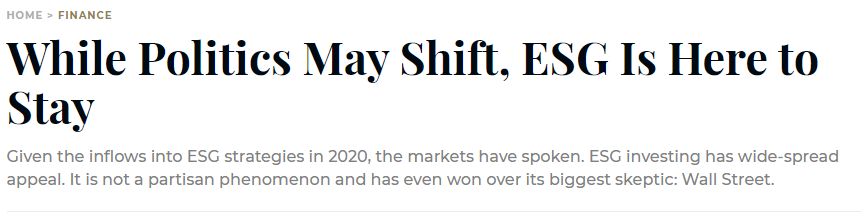 HOME > FINANCE
While Politics May Shift, ESG Is Here to
Stay
Given the inflows into ESG strategies in 2020, the markets have spoken. ESG investing has wide-spread
appeal. It is not a partisan phenomenon and has even won over its biggest skeptic: Wall Street.